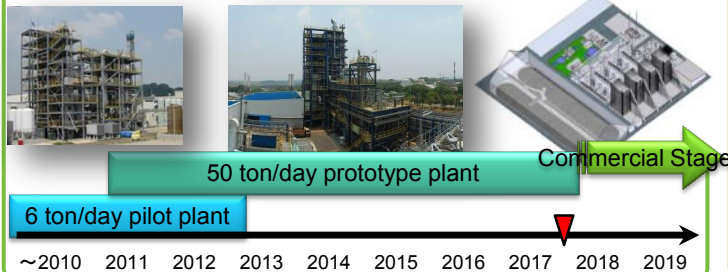 Commercial Stage
50 ton/day prototype plant
6 ton/day pilot plant
～2010 2011 2012 2013 2014 2015 2016 2017 2018 2019